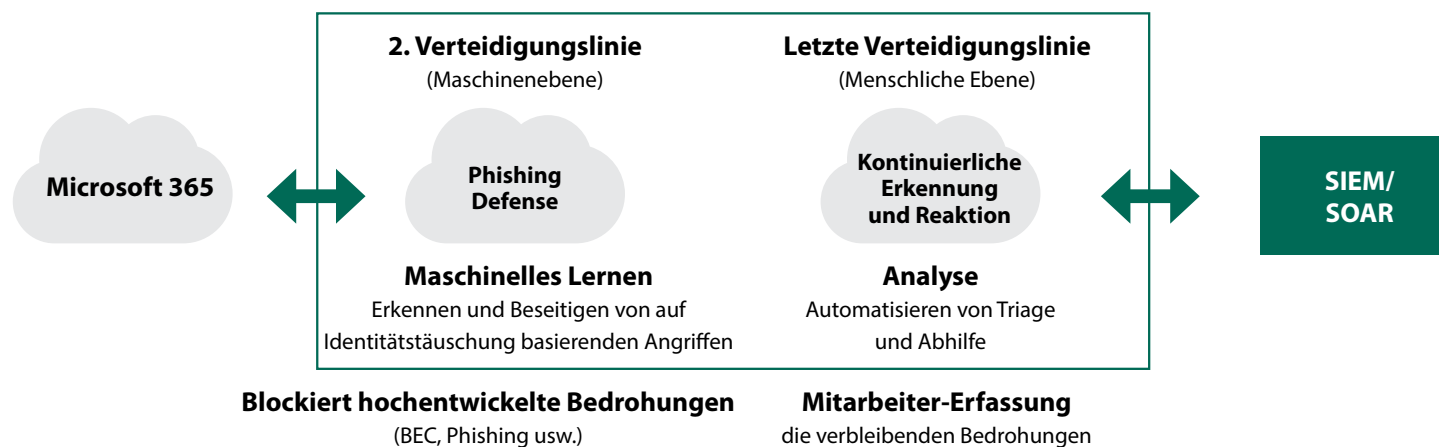 2. Verteidigungslinie
(Maschinenebene)
Letzte Verteidigungslinie
(Menschliche Ebene)
Microsoft 365
Phishing
Defense
Kontinuierliche
Erkennung
und Reaktion
SIEM/
SOAR
Maschinelles Lernen
Erkennen und Beseitigen von auf
Identitätstäuschung basierenden Angriffen
Analyse
Automatisieren von Triage
und Abhilfe
Blockiert hochentwickelte Bedrohungen
(BEC, Phishing usw.)
Mitarbeiter-Erfassung
die verbleibenden Bedrohungen